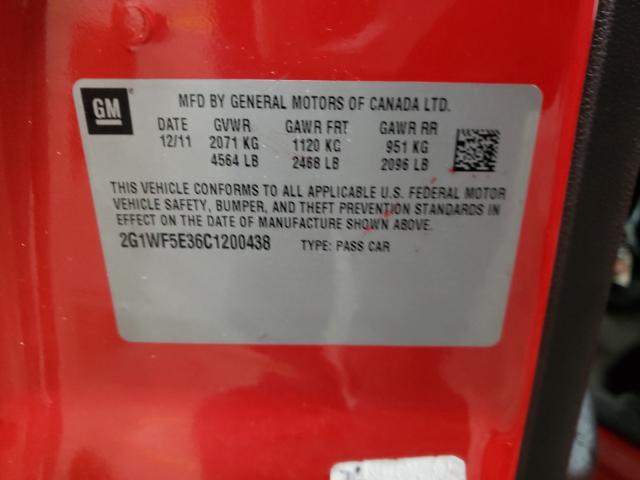 GM
MFD BY GENERAL MOTORS OF CANADA LTD.
DATE GVWR GAWR FRT GAWR RR
12/11 2071 KG 1120 KG 951 KG
4564 LB 2468 LB 2096 LB
THIS VEHICLE CONFORMS TO ALL APPLICABLE U.S. FEDERAL MOTOR
VEHICLE SAFETY, BUMPER, AND THEFT PREVENTION STANDARDS IN
EFFECT ON THE DATE OF MANUFACTURE SHOWN ABOVE.
2G1WF5E36C1200438 TYPE: PASS CAR